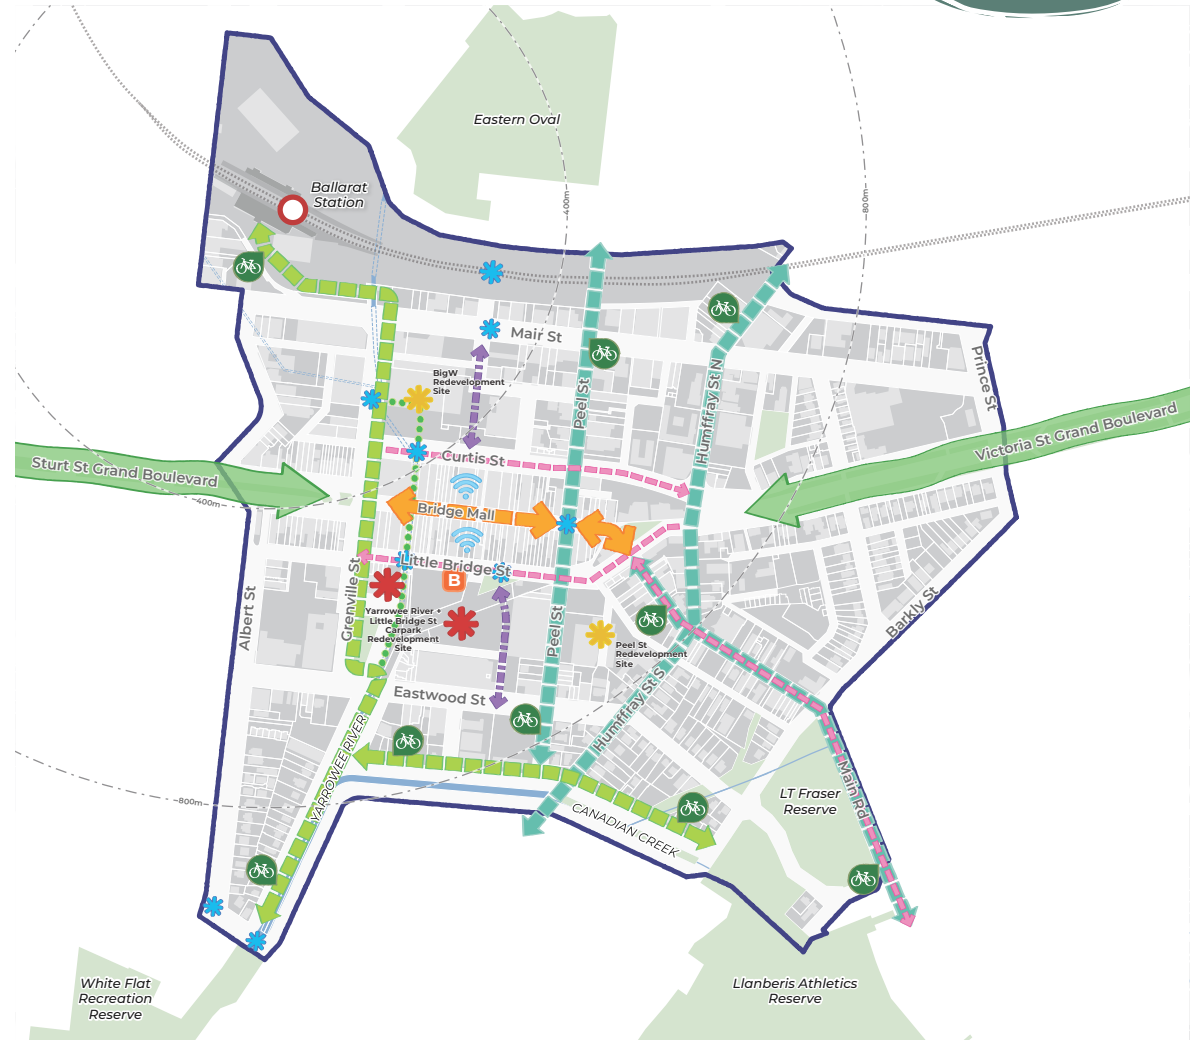 Eastern Oval
Ballarat
Station
400m
800m
Mair St
Prince St
BigW
Redevelopment
Site
Peel St
Humffray St N
Victoria St Grand Boulevard
Sturt St Grand Boulevard
Curtis St
400m
Bridge Mall
Little Bridge St
B
Grenville St
Albert St
Yarrowee River +
Little Bridge St
Carpark
Redevelopment
Site
Peel St
Peel St
Redevelopment
Site
Barkly St
Eastwood St
Humffray St S
YARROWEE RIVER
800m
CANADIAN CREEK
LT Fraser
Reserve
Main Rd
White Flat
Recreation
Reserve
Llanberis Athletics
Reserve